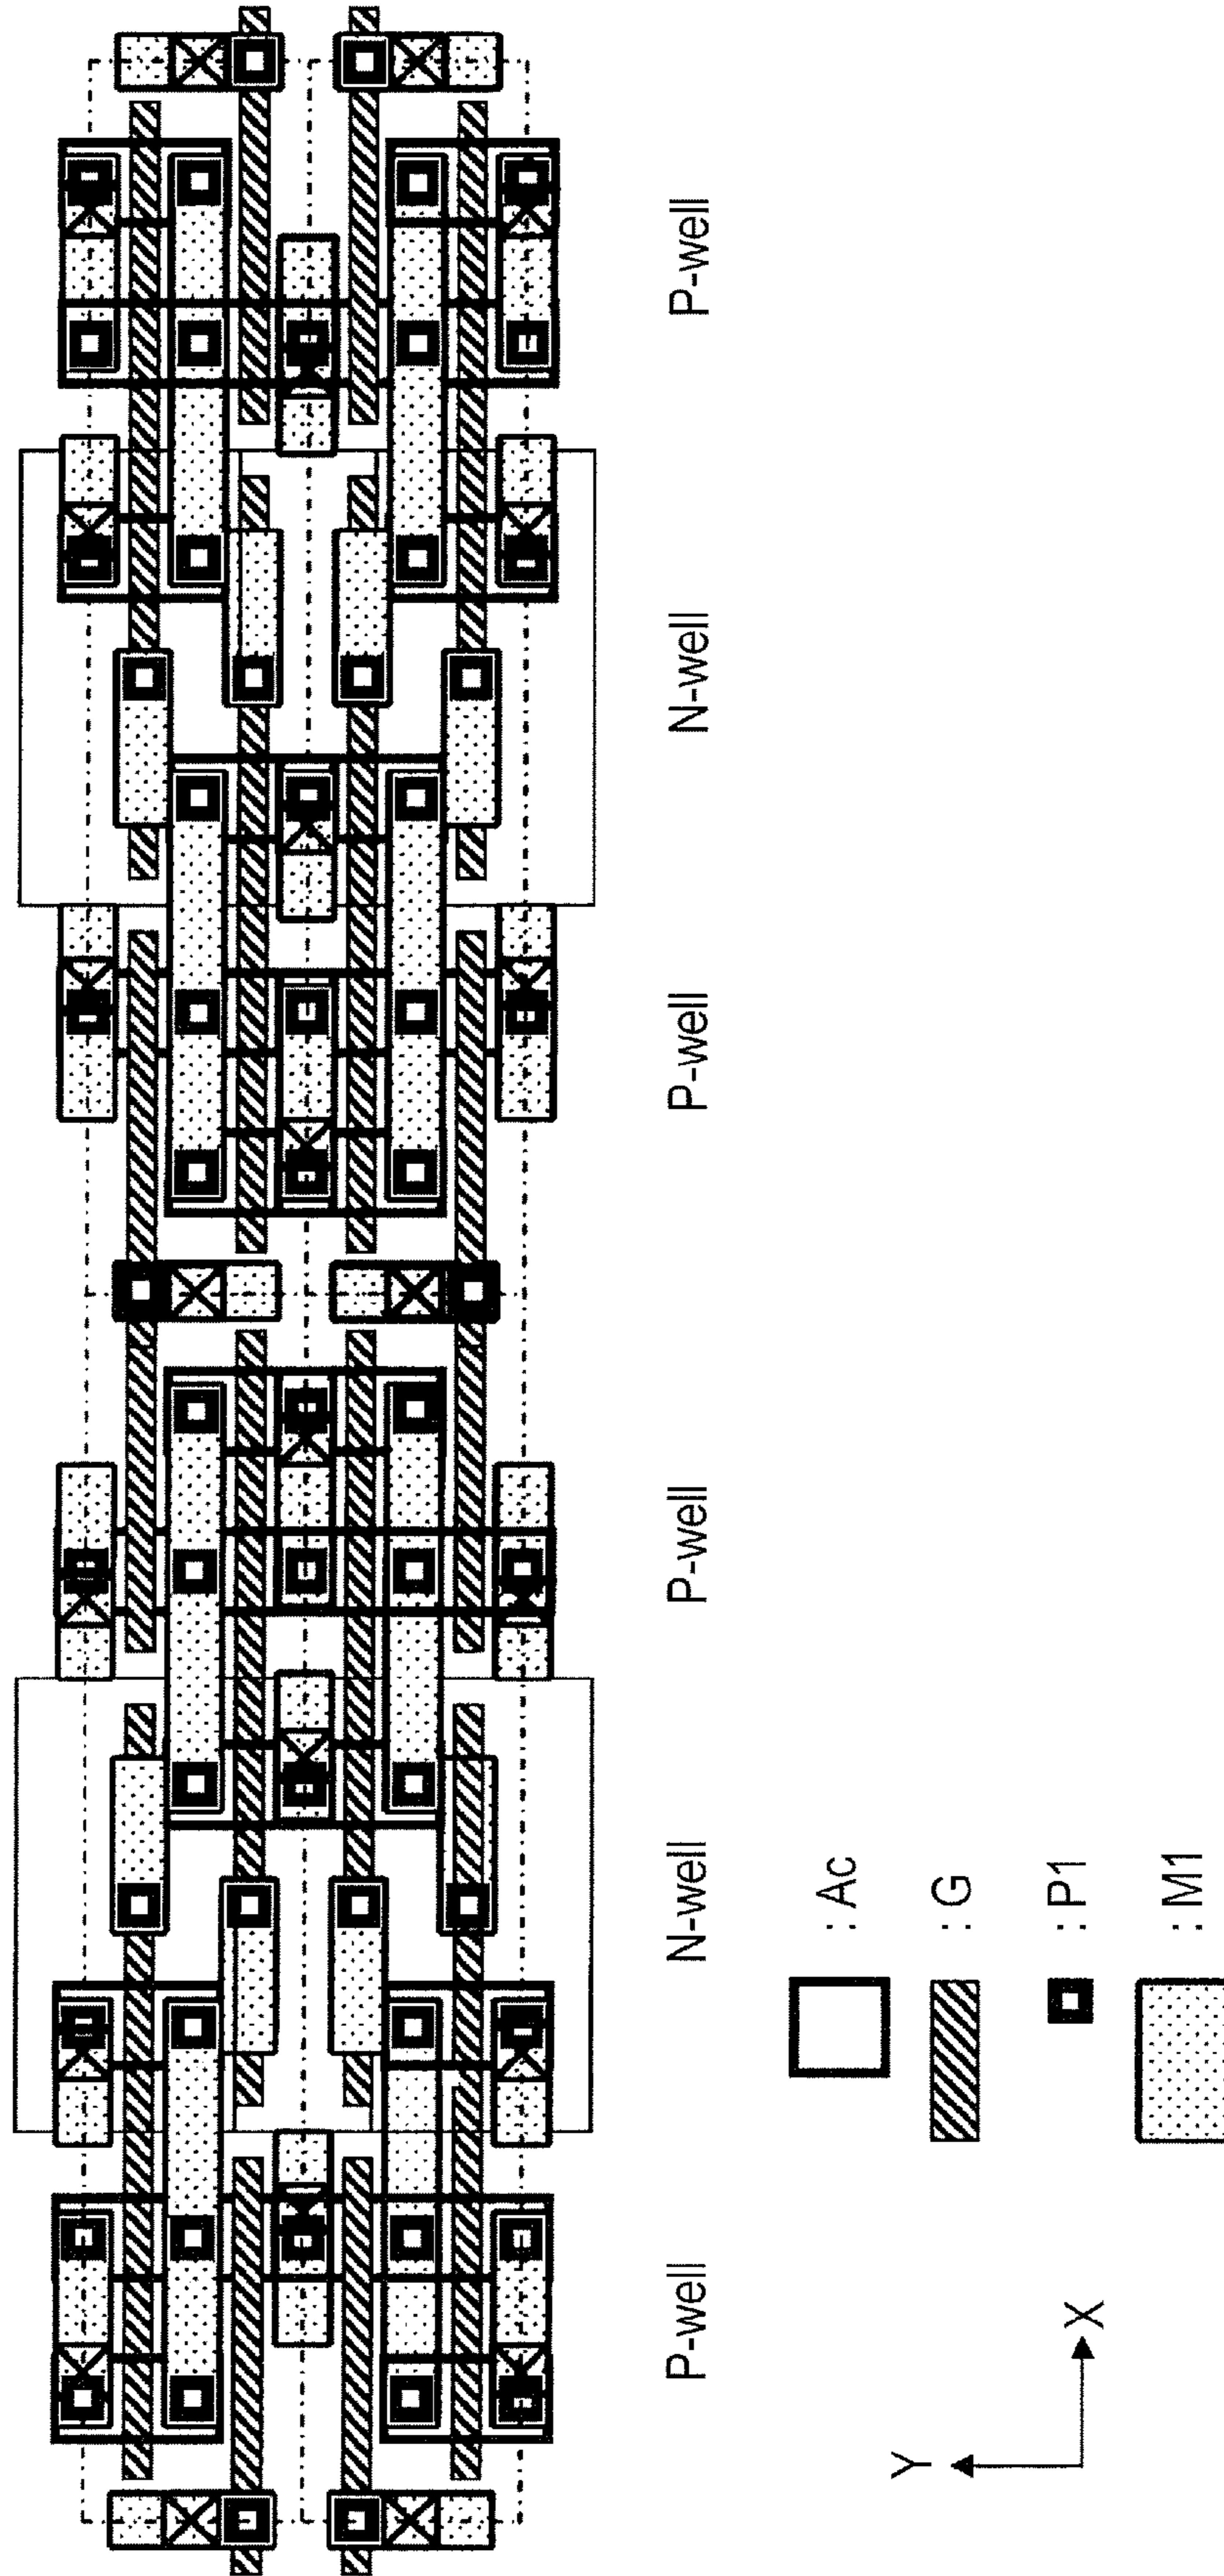 P-well
N-well
P-well
P-well
N-well
P-well
Y
X
: Ac
: G
: P1
: M1